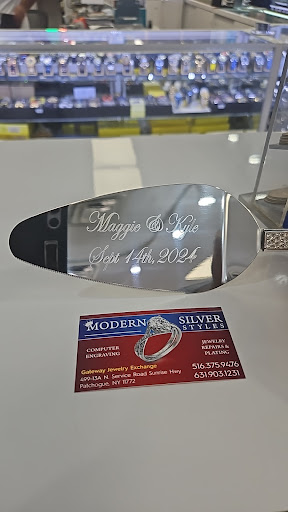 Maggie & Kyle
Sept 14th, 2024
MODERN SILVER
STYLES
COMPUTER
ENGRAVING
JEWELRY
REPAIRS &
PLATING
Gateway Jewelry Exchange
499-13A N. Service Road Sunrise Hwy
Patchogue, NY 11772
516.375.9476
631.903.1231